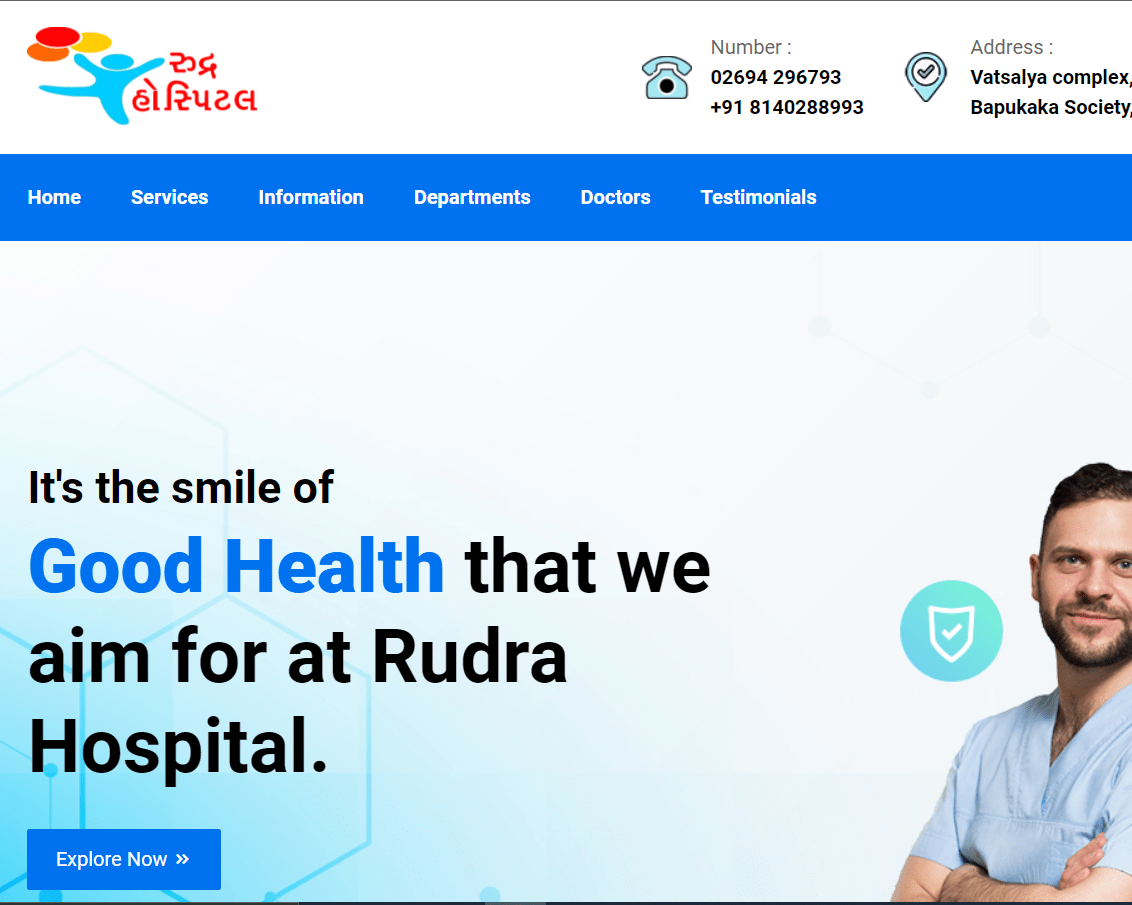 રુદ્ર
હોસ્પિટલ
Number :
02694 296793
+91 8140288993
Address :
Vatsalya complex,
Bapukaka Society,
Home Services Information Departments Doctors Testimonials
It's the smile of
Good Health that we
aim for at Rudra
Hospital.
Explore Now »